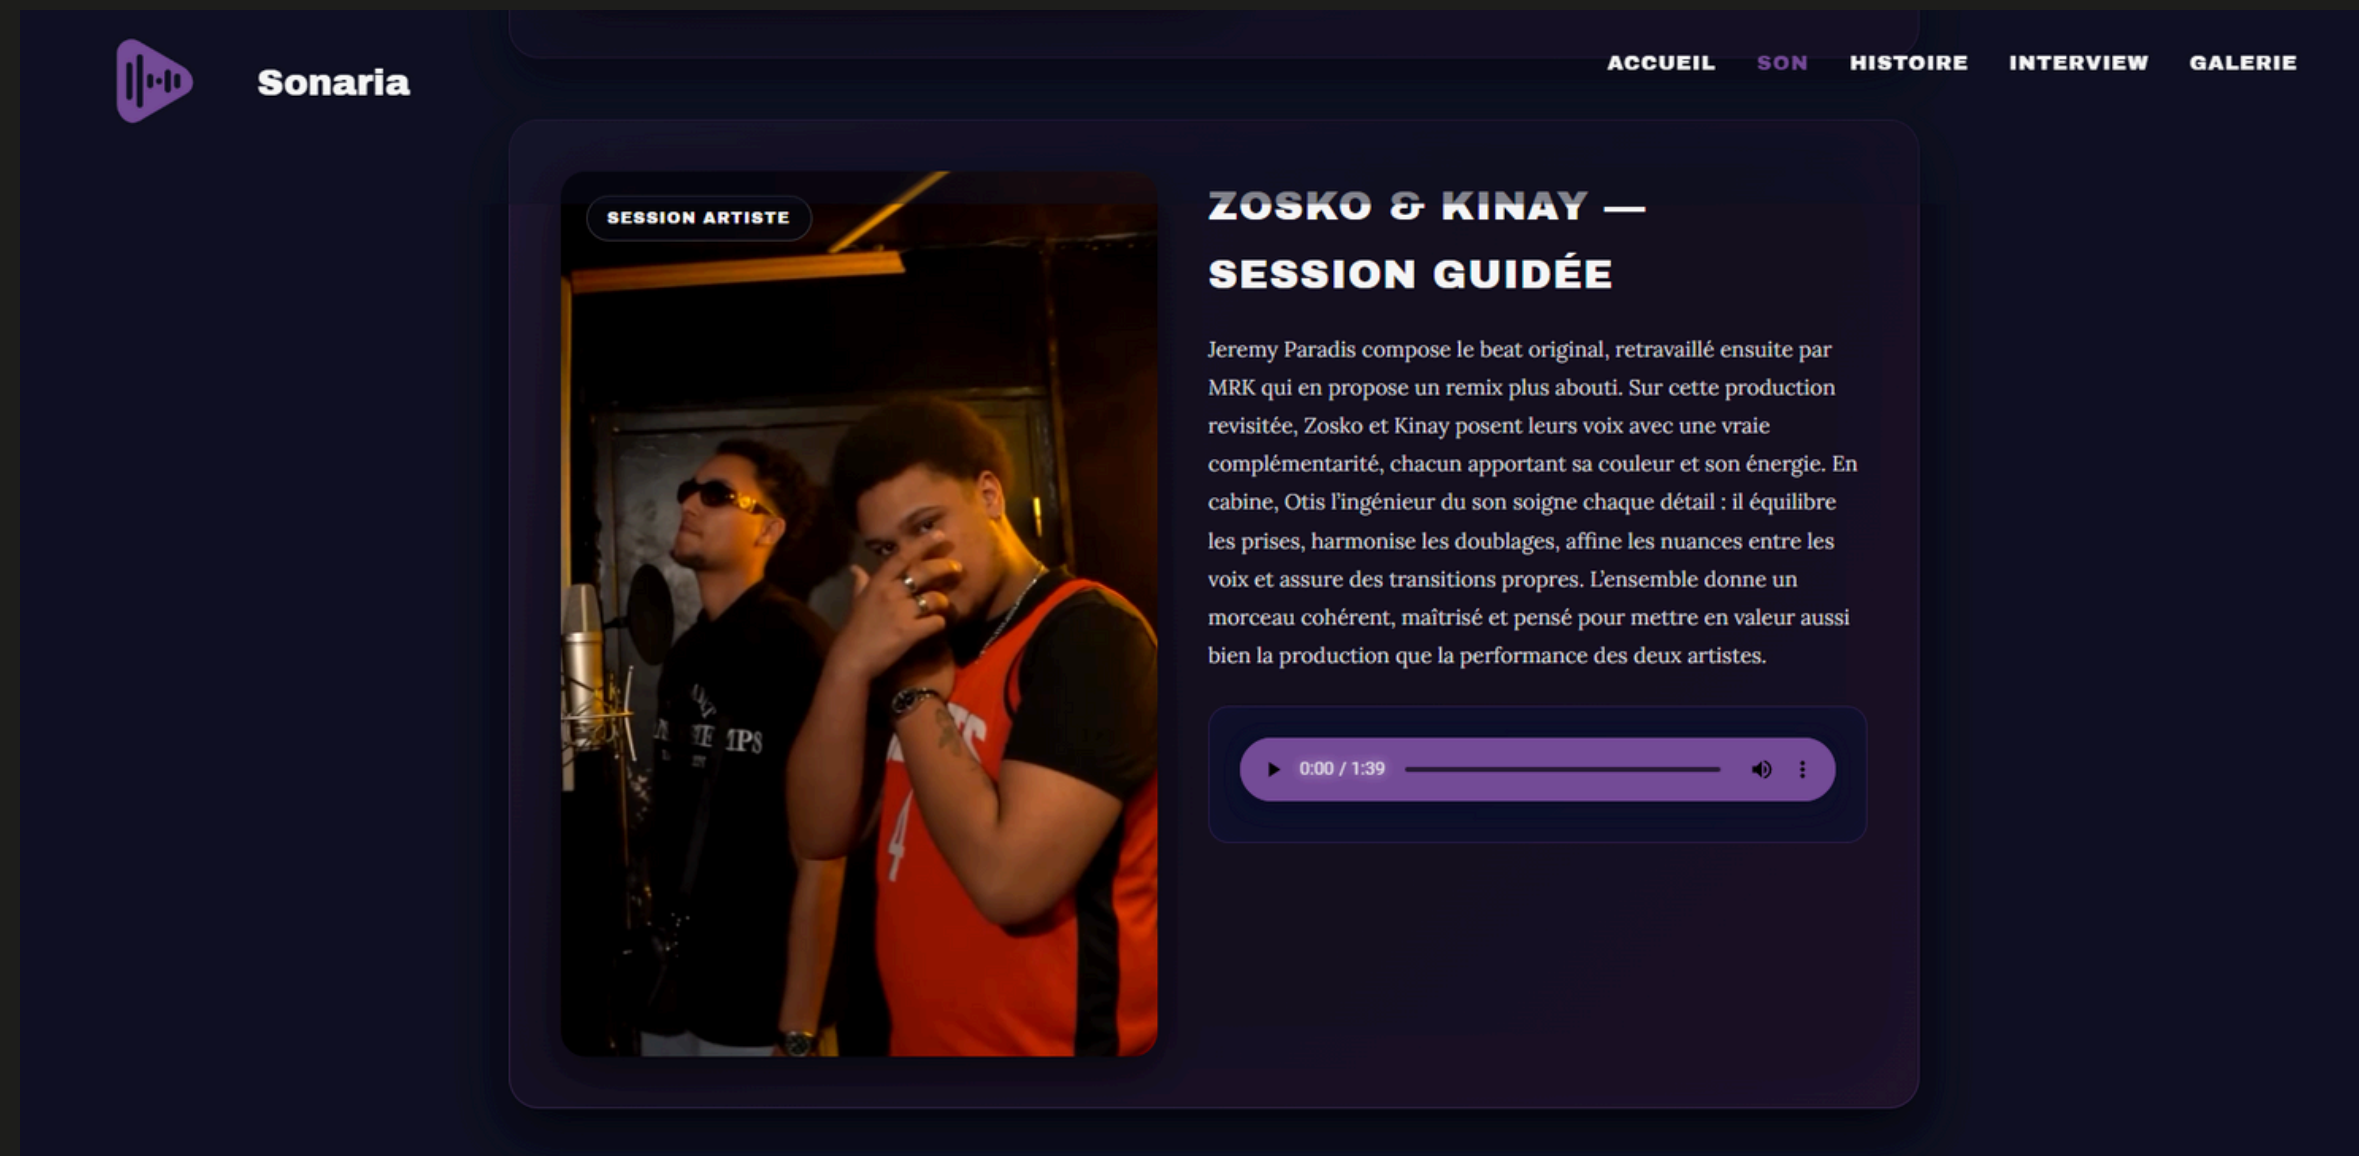 Sonaria
ACCUEIL SON HISTOIRE INTERVIEW GALERIE
SESSION ARTISTE
ZOSKO & KINAY —
SESSION GUIDÉE
Jeremy Paradis compose le beat original, retravaillé ensuite par
MRK qui en propose un remix plus abouti. Sur cette production
revisitée, Zosko et Kinay posent leurs voix avec une vraie
complémentarité, chacun apportant sa couleur et son énergie. En
cabine, Otis l'ingénieur du son soigne chaque détail : il équilibre
les prises, harmonise les doublages, affine les nuances entre les
voix et assure des transitions propres. L'ensemble donne un
morceau cohérent, maîtrisé et pensé pour mettre en valeur aussi
bien la production que la performance des deux artistes.
0:00 / 1:39
4